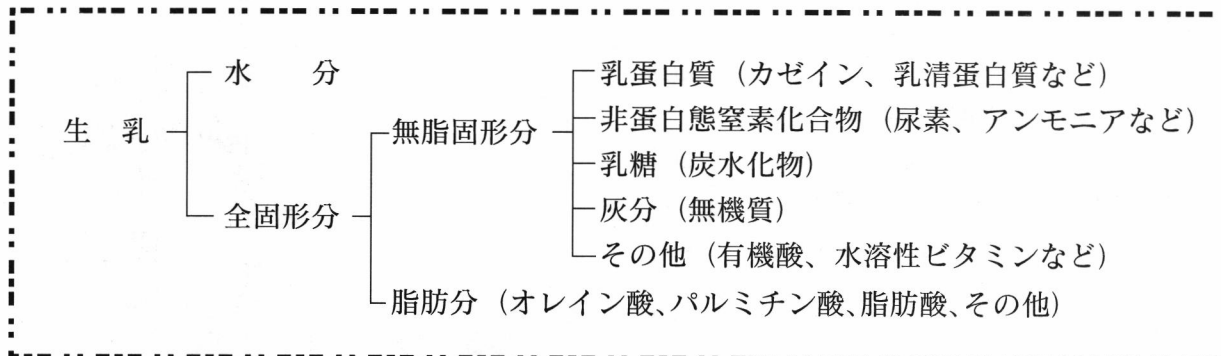 生　乳
水　　分
全固形分
無脂固形分
脂肪分（オレイン酸、パルミチン酸、脂肪酸、その他）
乳蛋白質（カゼイン、乳清蛋白質など）
非蛋白態窒素化合物（尿素、アンモニアなど）
乳糖（炭水化物）
灰分（無機質）
その他（有機酸、水溶性ビタミンなど）